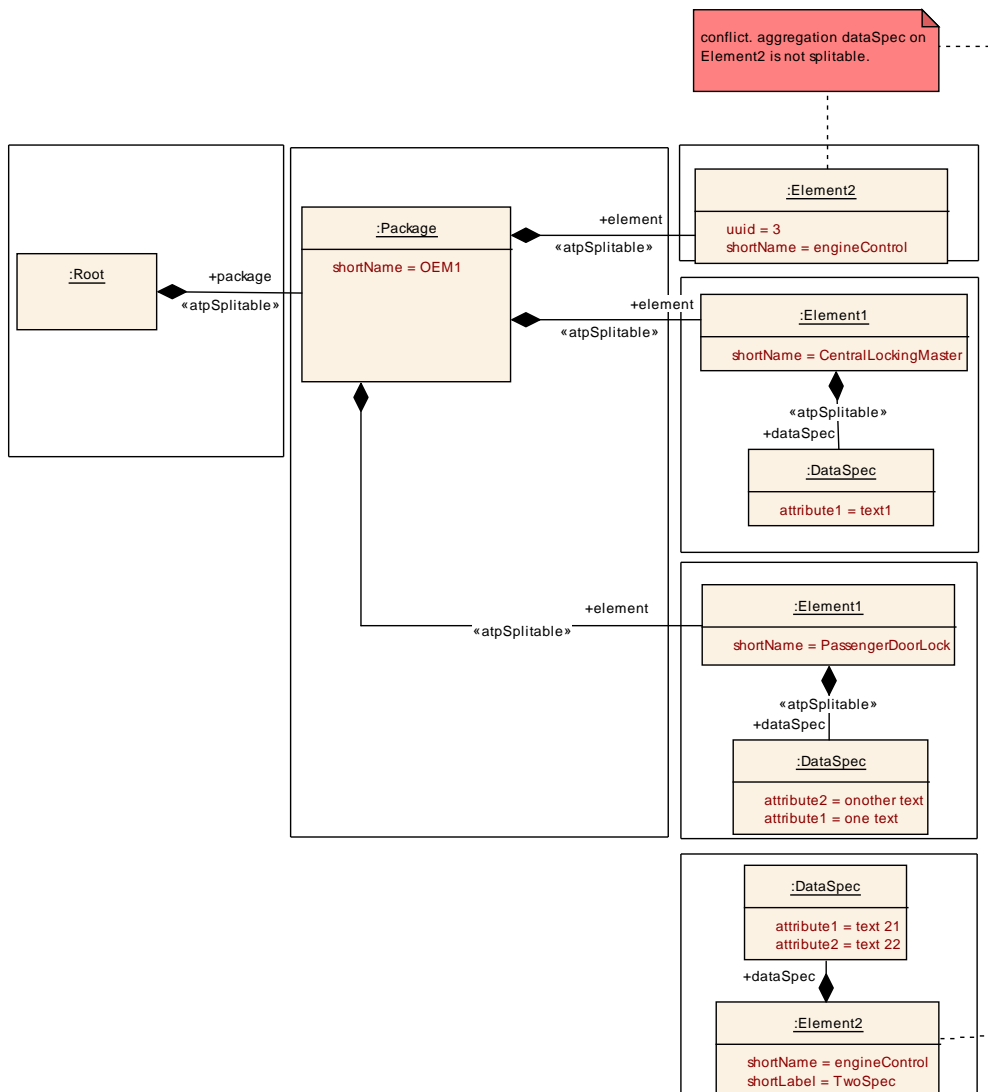 conflict. aggregation dataSpec on
Element2 is not splitable.
:Element2
uuid = 3
shortName = engineControl
+element
«atpSplitable»
:Package
shortName = OEM1
:Root
+package
«atpSplitable»
+element
«atpSplitable»
:Element1
shortName = CentralLockingMaster
«atpSplitable»
+dataSpec
:DataSpec
attribute1 = text1
+element
«atpSplitable»
:Element1
shortName = PassengerDoorLock
«atpSplitable»
+dataSpec
:DataSpec
attribute2 = onother text
attribute1 = one text
:DataSpec
attribute1 = text 21
attribute2 = text 22
+dataSpec
:Element2
shortName = engineControl
shortLabel = TwoSpec